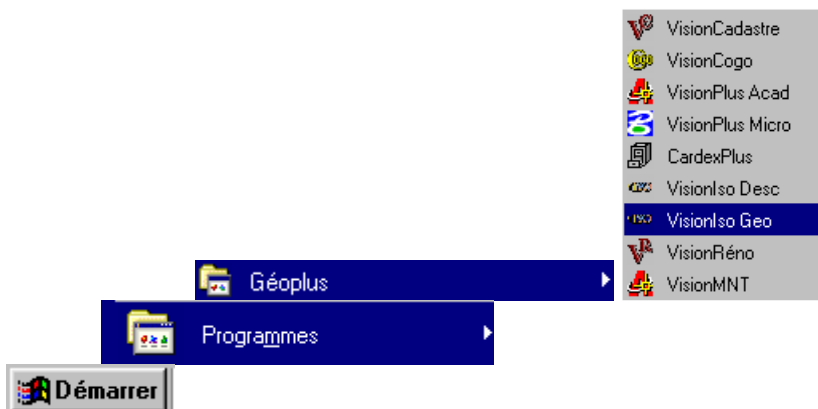 VisionCadastre
VisionCogo
VisionPlus Acad
VisionPlus Micro
CardexPlus
VisionIso Desc
VisionIso Geo
VisionRéno
VisionMNT
Géoplus
Programmes
Démarrer